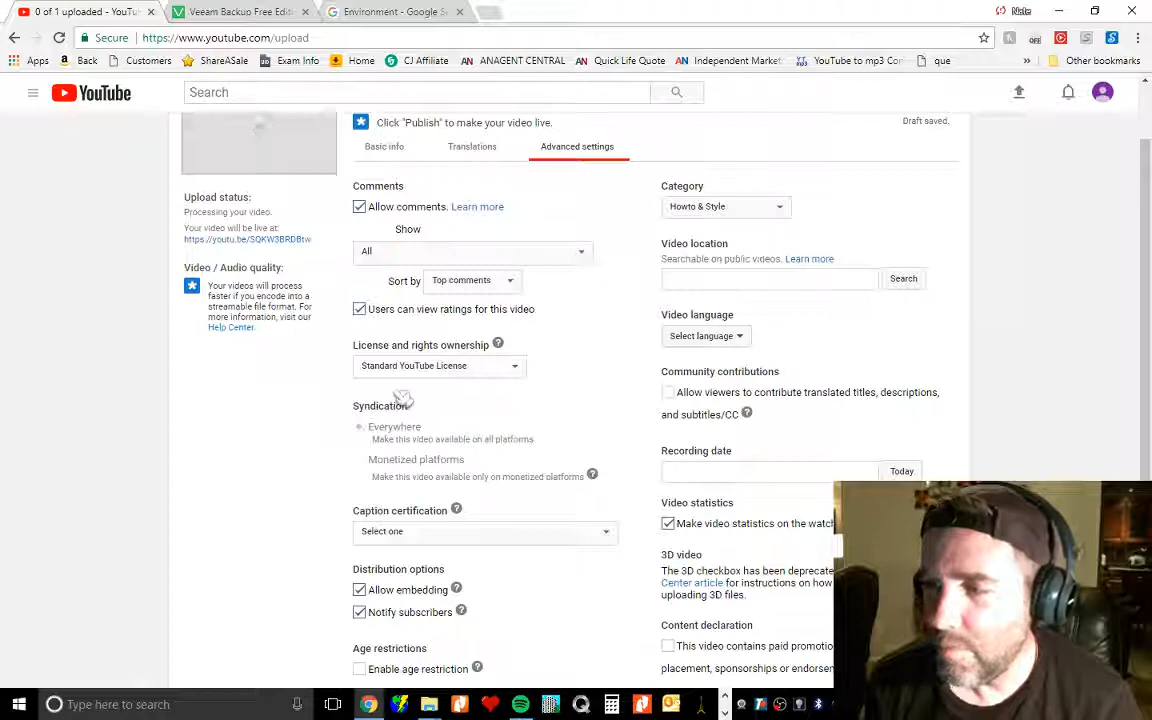 0 of 1 uploaded - YouTu
Veeam Backup Free Edit
Environment - Google S
Secure
https://www.youtube.com/upload
Apps
Back
Customers
ShareASale
Exam Info
Home
CJ Affiliate
ANAGENT CENTRAL
Quick Life Quote
Independent Market
YouTube to mp3 Con
que
Other bookmarks
YouTube
Search
Click "Publish" to make your video live.
Draft saved.
Basic info
Translations
Advanced settings
Upload status:
Processing your video.
Your video will be live at:
https://youtu.be/SQKW3BRDBtw
Video / Audio quality:
Your videos will process
faster if you encode into a
streamable file format. For
more information, visit our
Help Center.
Comments
Allow comments. Learn more
Show
All
Sort by Top comments
Users can view ratings for this video
License and rights ownership
Standard YouTube License
Syndication
Everywhere
Make this video available on all platforms
Monetized platforms
Make this video available only on monetized platforms
Caption certification
Select one
Distribution options
Allow embedding
Notify subscribers
Age restrictions
Enable age restriction
Category
Howto & Style
Video location
Searchable on public videos. Learn more
Search
Video language
Select language
Community contributions
Allow viewers to contribute translated titles, descriptions,
and subtitles/CC
Recording date
Today
Video statistics
Make video statistics on the watch
3D video
The 3D checkbox has been deprecate
Center article for instructions on how
uploading 3D files.
Content declaration
This video contains paid promotio
placement, sponsorships or endorsem
Type here to search